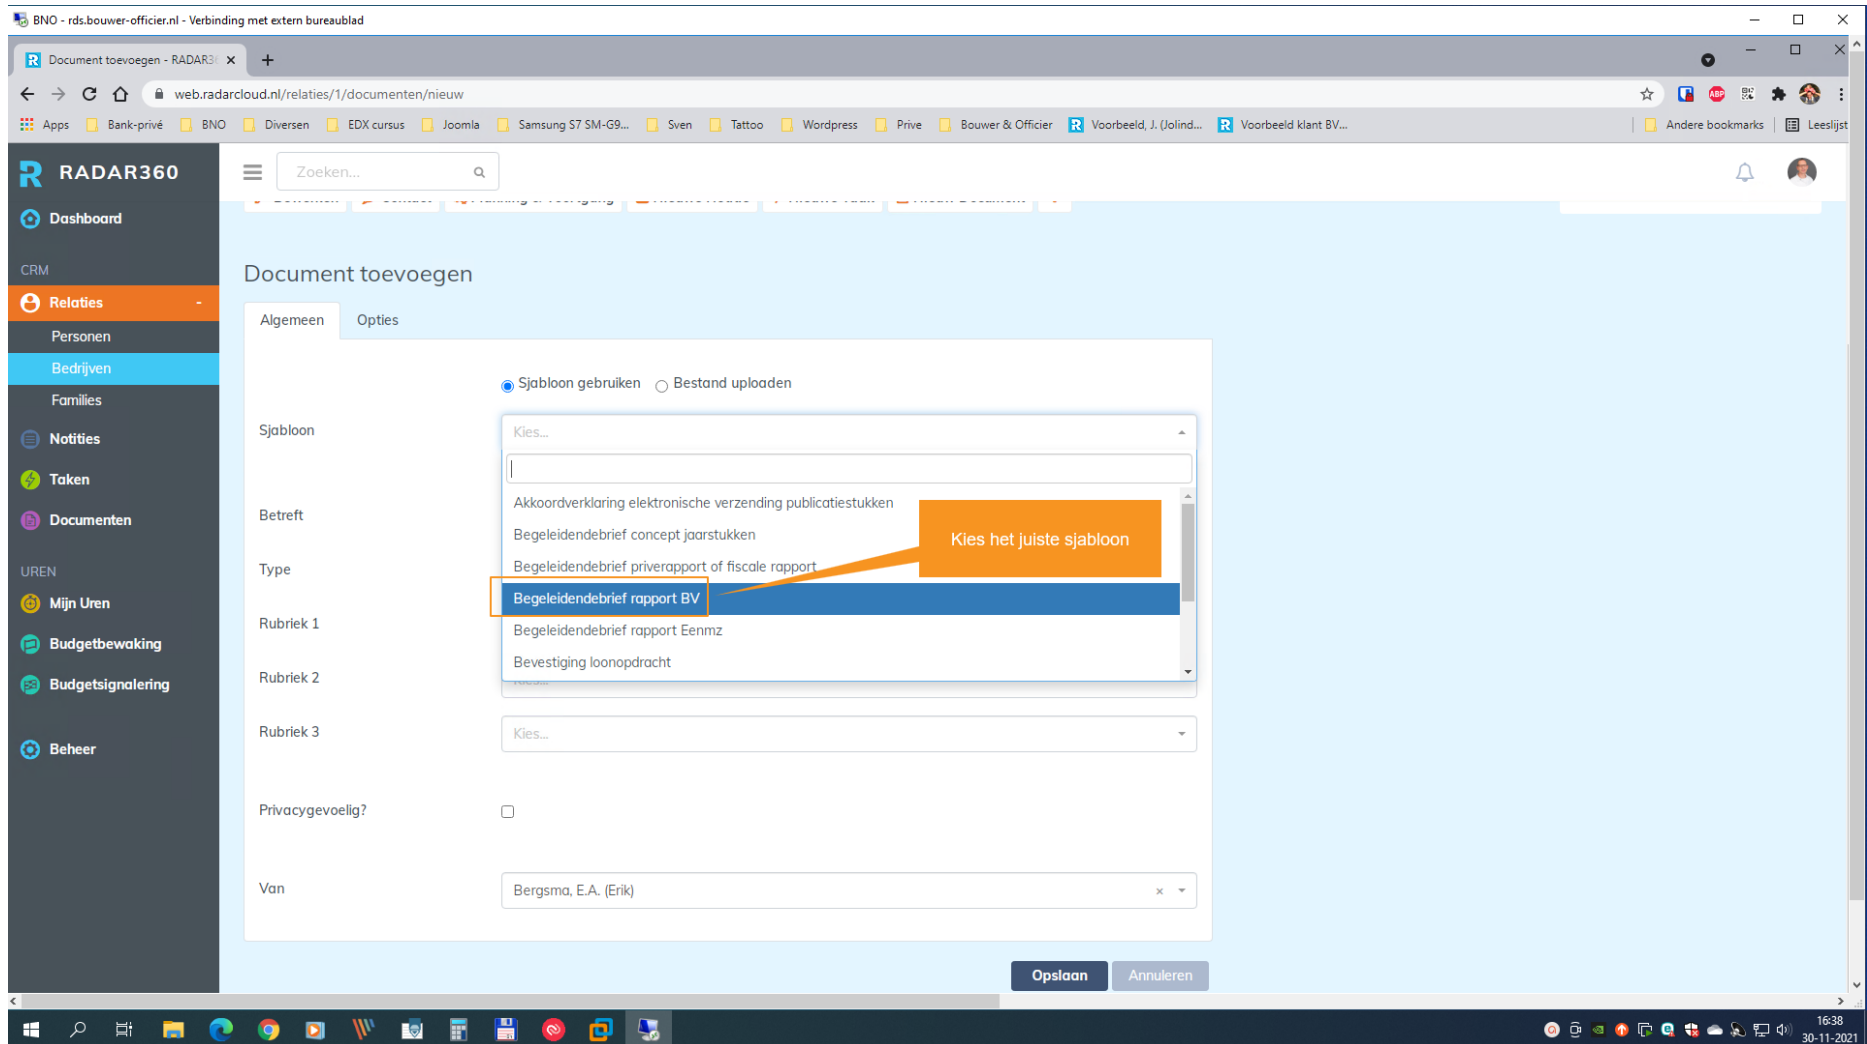 BNO - rds.bouwer-officier.nl - Verbinding met extern bureaublad
Document toevoegen - RADAR3
web.radarcloud.nl/relaties/1/documenten/nieuw
Apps Bank-privé BNO Diversen EDX cursus Joomla Samsung S7 SM-G9... Sven Tattoo Wordpress Prive Bouwer & Officier Voorbeeld, J. (Jolind... Voorbeeld klant BV... Andere bookmarks Leeslijst
RADAR360
Zoeken...
Dashboard
CRM
Relaties -
Personen
Bedrijven
Families
Notities
Taken
Documenten
UREN
Mijn Uren
Budgetbewaking
Budgetsignalering
Beheer
Document toevoegen
Algemeen Opties
Sjabloon gebruiken Bestand uploaden
Sjabloon Kies...
Akkoordverklaring elektronische verzending publicatiestukken
Begeleidendebrief concept jaarstukken
Begeleidendebrief priverapport of fiscale rapport
Begeleidendebrief rapport BV
Begeleidendebrief rapport Eenmz
Bevestiging loonopdracht
Kies het juiste sjabloon
Betreft
Type
Rubriek 1
Rubriek 2
Rubriek 3 Kies...
Privacygevoelig?
Van Bergsma, E.A. (Erik)
Opslaan Annuleren
16:38
30-11-2021